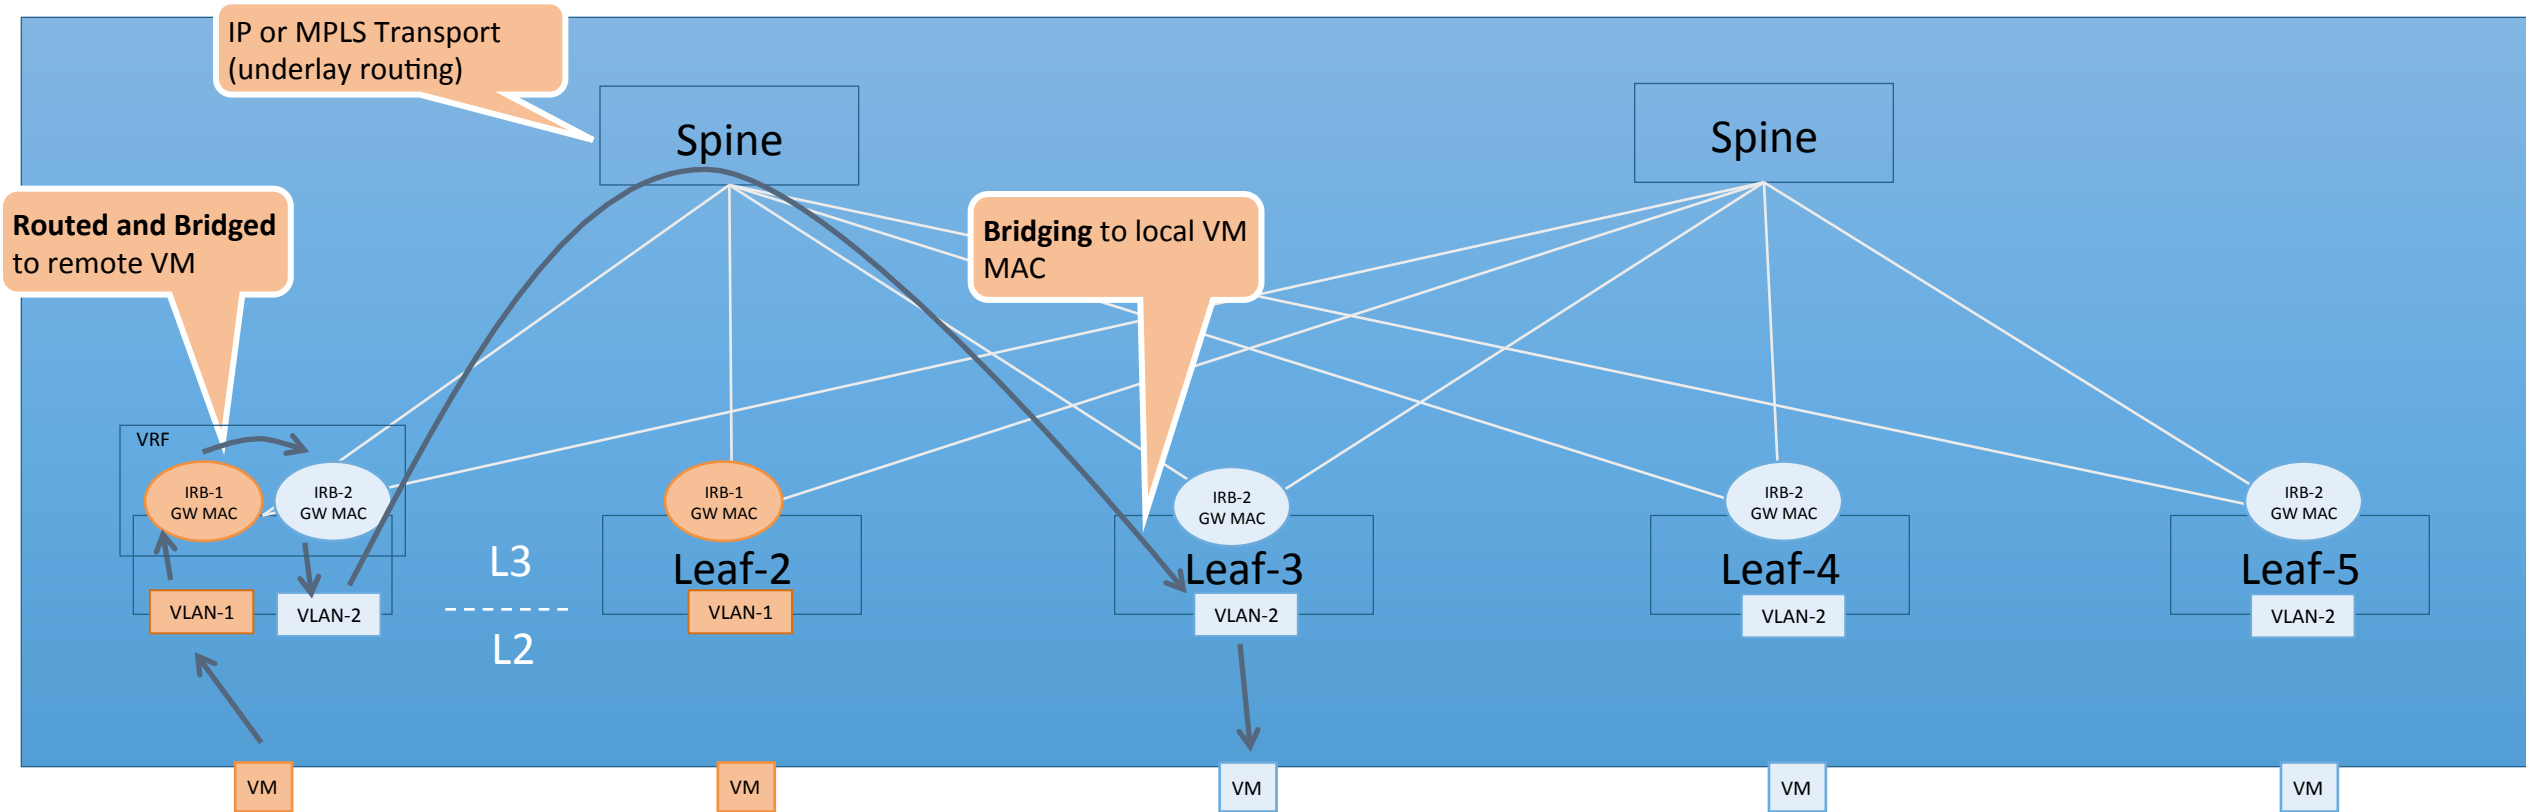 IP or MPLS Transport
(underlay routing)
Spine
Spine
Routed and Bridged
to remote VM
Bridging to local VM
MAC
VRF
IRB-1
GW MAC
IRB-2
GW MAC
IRB-1
GW MAC
IRB-2
GW MAC
IRB-2
GW MAC
IRB-2
GW MAC
L3
L2
Leaf-2
Leaf-3
Leaf-4
Leaf-5
VLAN-1
VLAN-2
VLAN-1
VLAN-2
VLAN-2
VLAN-2
VM
VM
VM
VM
VM